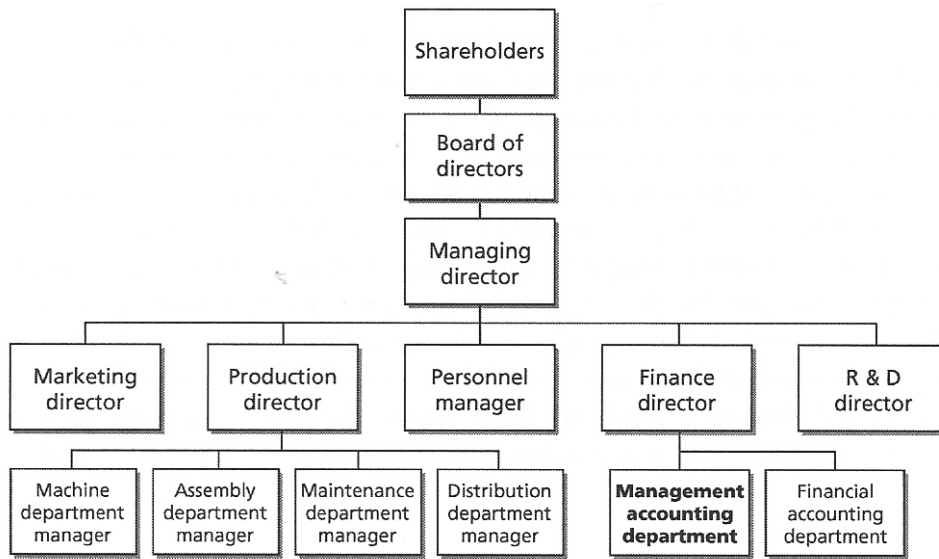 Shareholders
Board of
directors
Managing
director
Marketing
director
Production
director
Personnel
manager
Finance
director
R & D
director
Machine
department
manager
Assembly
department
manager
Maintenance
department
manager
Distribution
department
manager
Management
accounting
department
Financial
accounting
department